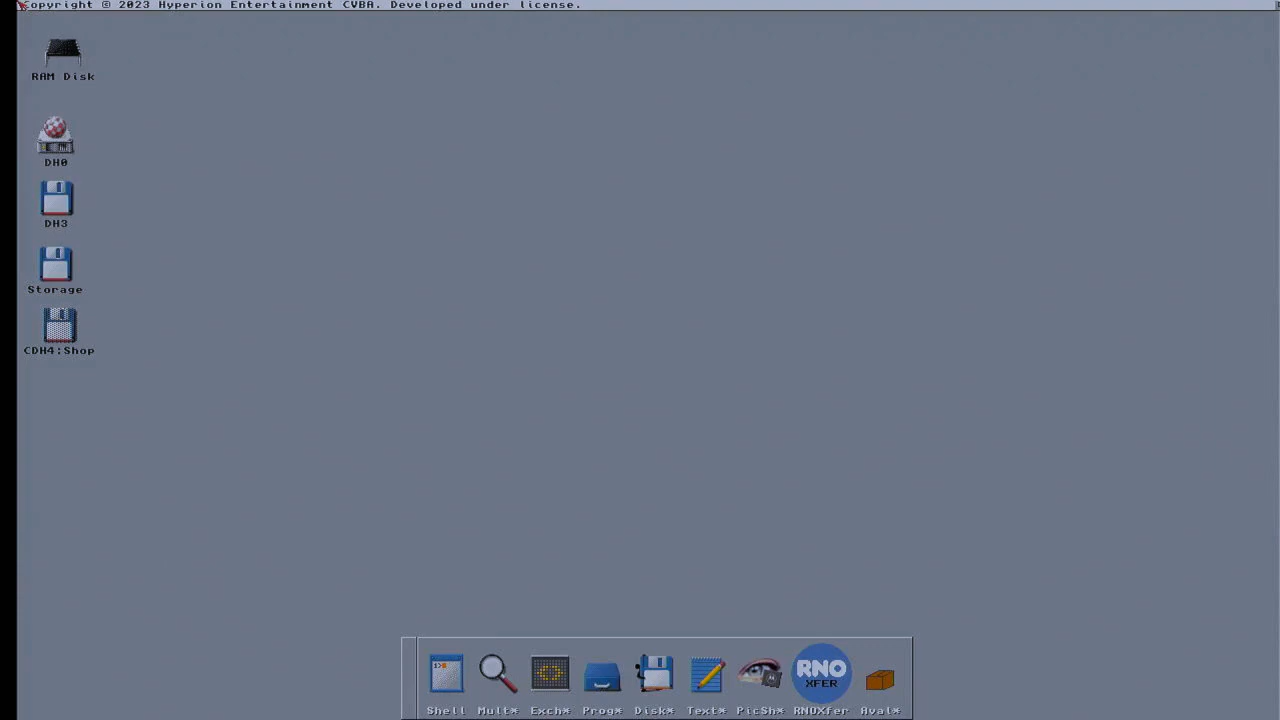 Copyright © 2023 Hyperion Entertainment CVBA. Developed under license.
RAM Disk
DH0
DH3
Storage
CDH4:Shop
1>
RNO
XFER
Shell Mult* Exch* Prog* Disk* Text* PicSh* RNOXfer Aval*